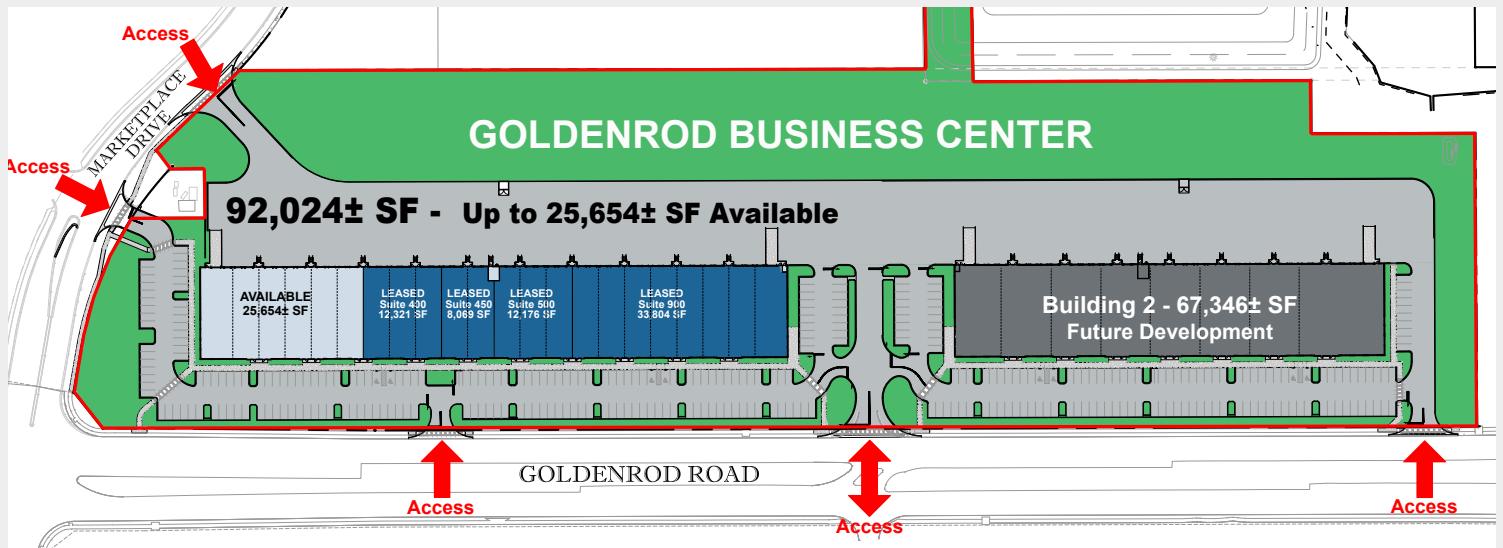 Access
MARKETPLACE
DRIVE
Access
GOLDENROD BUSINESS CENTER
92,024± SF - Up to 25,654± SF Available
AVAILABLE
25,654± SF
LEASED
Suite 400
12,321 SF
LEASED
Suite 450
8,069 SF
LEASED
Suite 500
12,176 SF
LEASED
Suite 900
33,804 SF
Building 2 - 67,346± SF
Future Development
GOLDENROD ROAD
Access
Access
Access